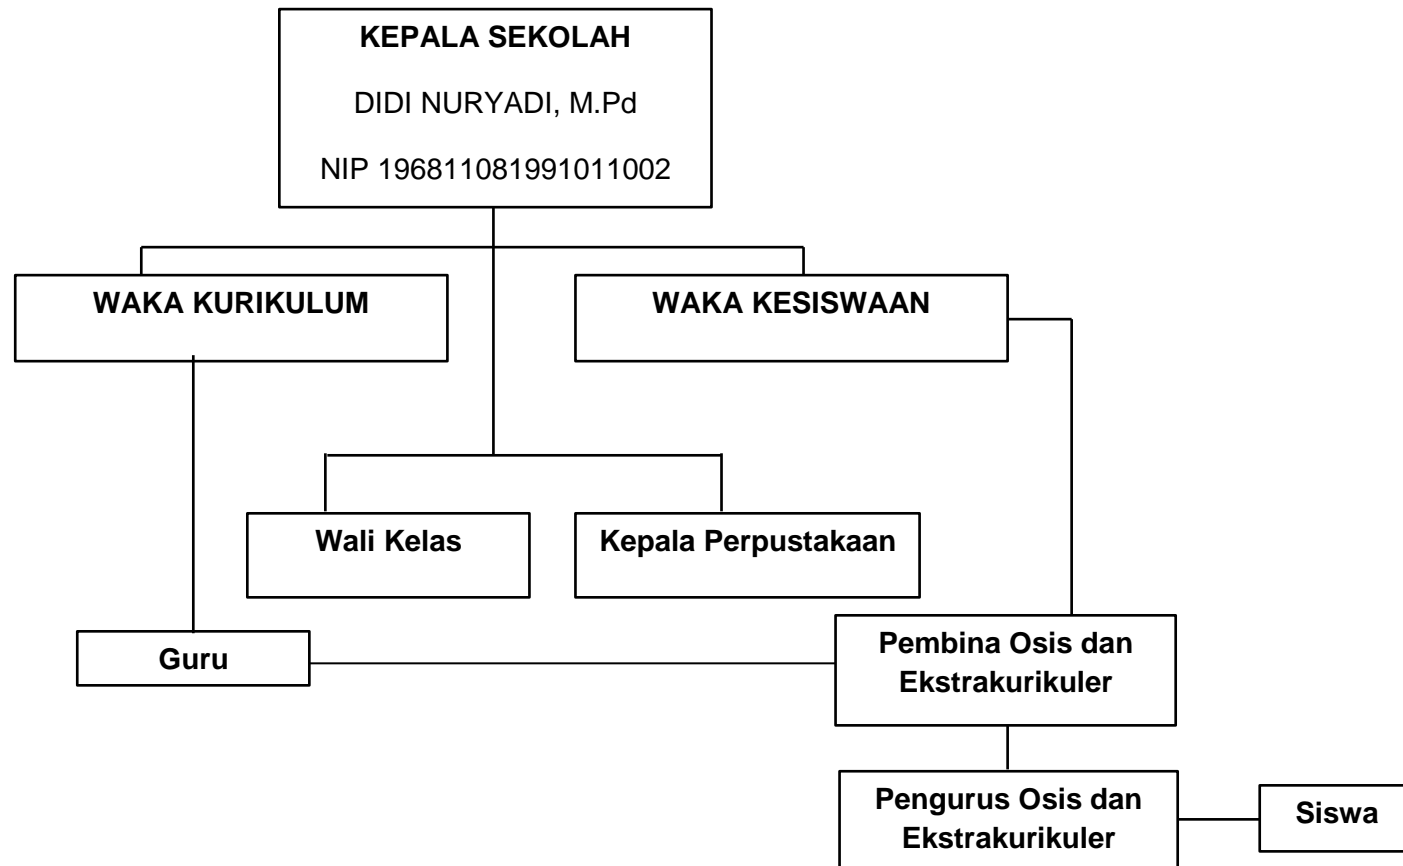 KEPALA SEKOLAH
DIDI NURYADI, M.Pd
NIP 196811081991011002
WAKA KURIKULUM
WAKA KESISWAAN
Wali Kelas
Kepala Perpustakaan
Guru
Pembina Osis dan
Ekstrakurikuler
Pengurus Osis dan
Ekstrakurikuler
Siswa